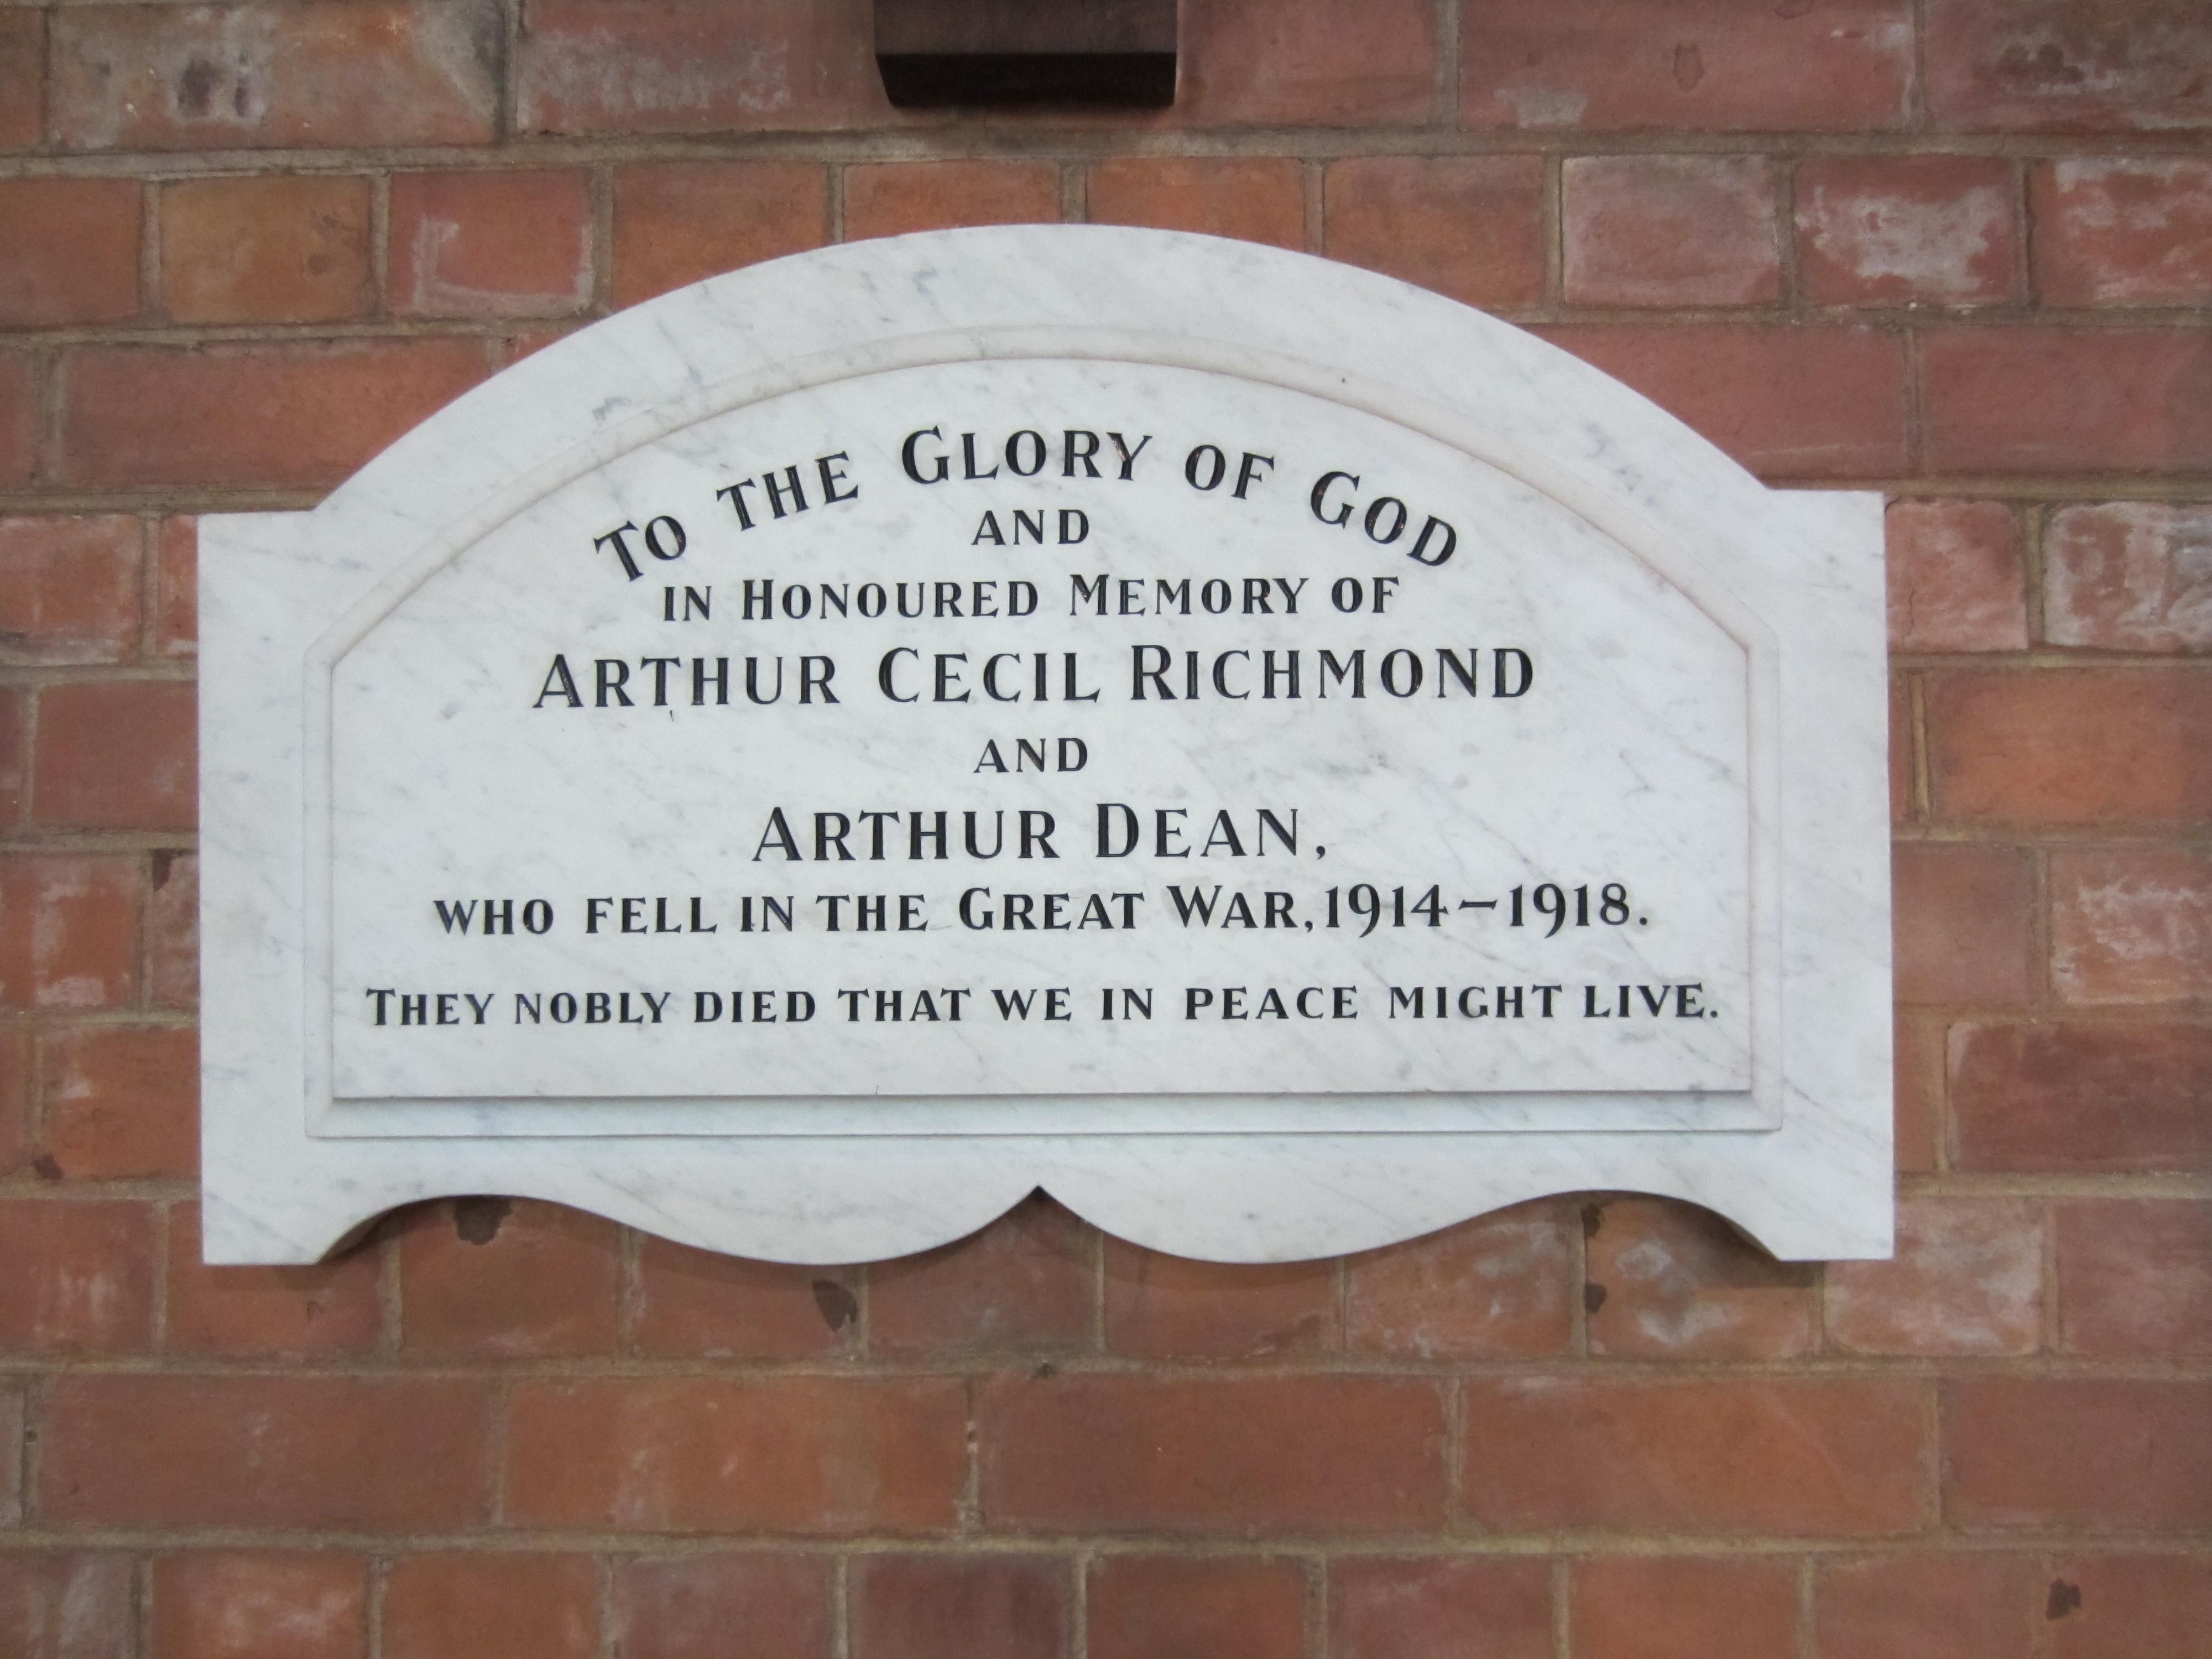 To the Glory of God
and
in Honoured Memory of
Arthur Cecil Richmond
and
Arthur Dean,
who fell in the Great War, 1914–1918.
They nobly died that we in peace might live.